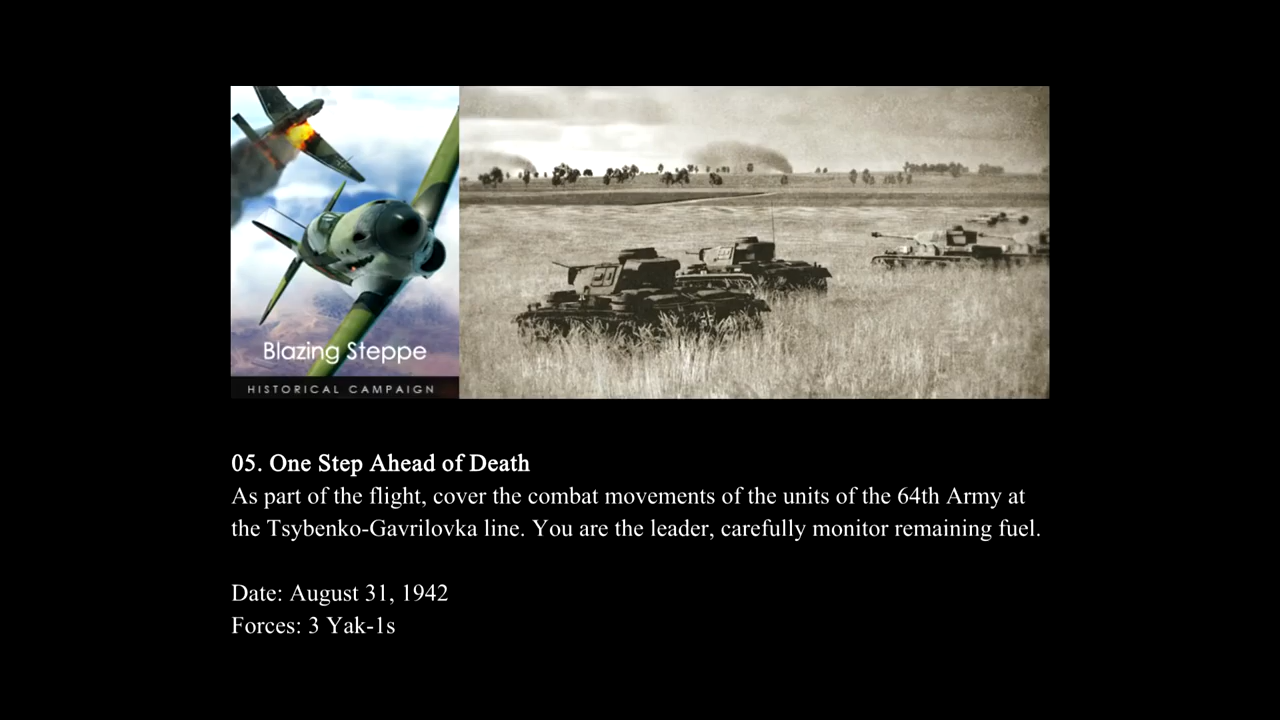 Blazing Steppe
HISTORICAL CAMPAIGN
05. One Step Ahead of Death
As part of the flight, cover the combat movements of the units of the 64th Army at
the Tsybenko-Gavrilovka line. You are the leader, carefully monitor remaining fuel.
Date: August 31, 1942
Forces: 3 Yak-1s